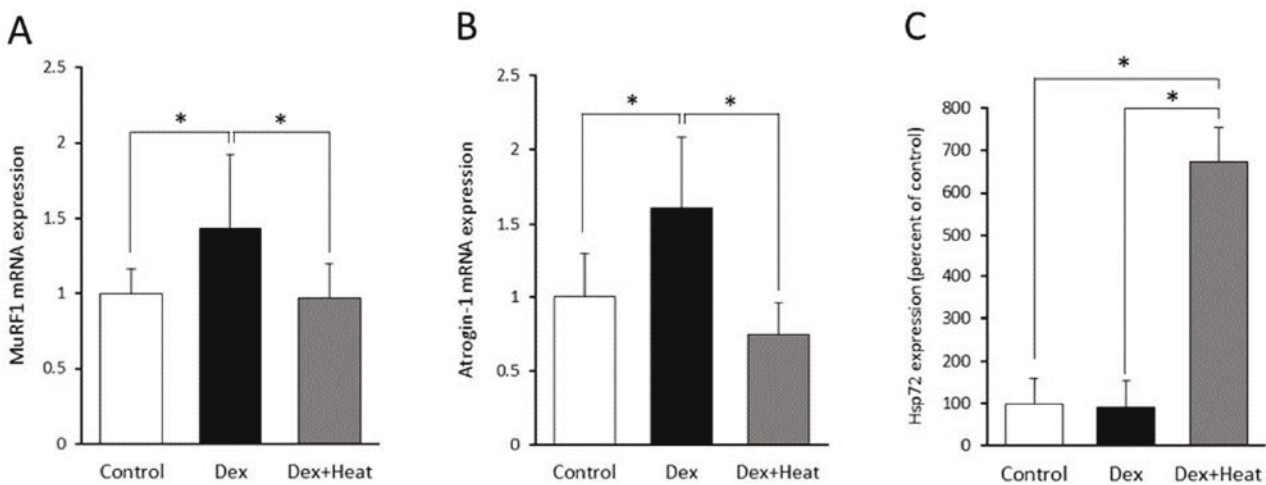 A
MuRF1 mRNA expression
2.5
2
1.5
1
0.5
0
*
*
Control
Dex
Dex+Heat
B
Atrogin-1 mRNA expression
2.5
2
1.5
1
0.5
0
*
*
Control
Dex
Dex+Heat
C
Hsp72 expression (percent of control)
800
700
600
500
400
300
200
100
0
*
*
Control
Dex
Dex+Heat